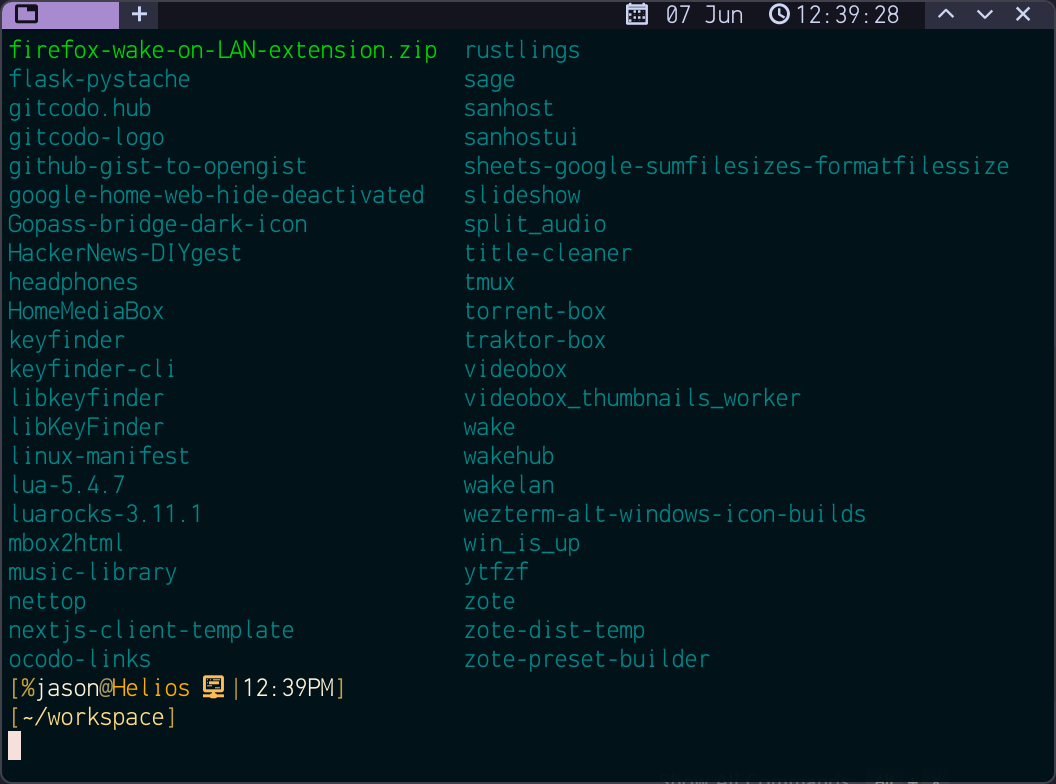 + 07 Jun 12:39:28
firefox-wake-on-LAN-extension.zip rustlings
flask-pystache sage
gitcodo.hub sanhost
gitcodo-logo sanhostui
github-gist-to-opengist sheets-google-sumfilesizes-formatfilessize
google-home-web-hide-deactivated slideshow
Gopass-bridge-dark-icon split_audio
HackerNews-DIYgest title-cleaner
headphones tmux
HomeMediaBox torrent-box
keyfinder traktor-box
keyfinder-cli videobox
libkeyfinder videobox_thumbnails_worker
libKeyFinder wake
linux-manifest wakehub
lua-5.4.7 wakelan
luarocks-3.11.1 wezterm-alt-windows-icon-builds
mbox2html win_is_up
music-library ytfzf
nettop zote
nextjs-client-template zote-dist-temp
ocodo-links zote-preset-builder
[%jason@Helios |12:39PM]
[~/workspace]